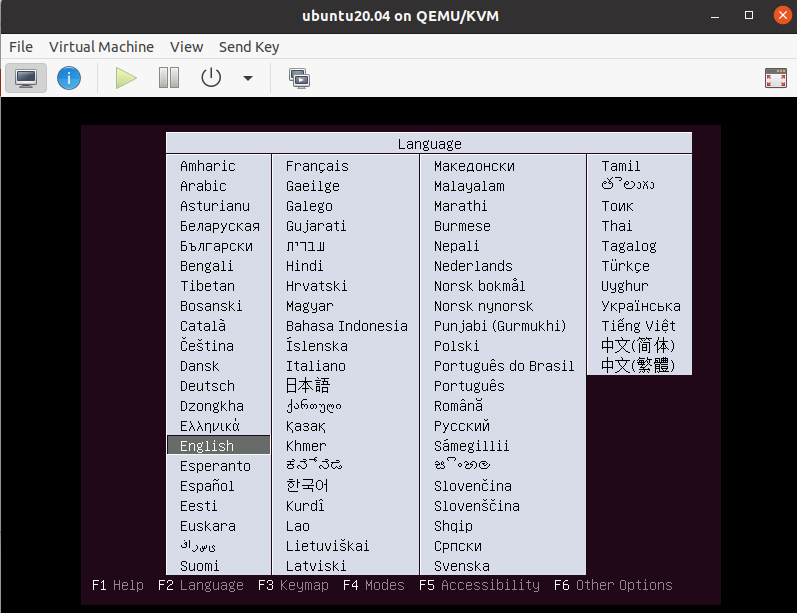 ubuntu20.04 on QEMU/KVM
File Virtual Machine View Send Key
Language
Amharic
Arabic
Asturianu
Беларуская
Български
Bengali
Tibetan
Bosanski
Català
Čeština
Dansk
Deutsch
Dzongkha
Ελληνικά
English
Esperanto
Español
Eesti
Euskara
فارسی
Suomi
Français
Gaeilge
Galego
Gujarati
עברית
Hindi
Hrvatski
Magyar
Bahasa Indonesia
Íslenska
Italiano
日本語
ქართული
Қазақ
Khmer
ಕನ್ನಡ
한국어
Kurdî
Lao
Lietuviškai
Latviski
Македонски
Malayalam
Marathi
Burmese
Nepali
Nederlands
Norsk bokmål
Norsk nynorsk
Punjabi (Gurmukhi)
Polski
Português do Brasil
Português
Română
Русский
Sámegillii
සිංහල
Slovenčina
Slovenščina
Shqip
Српски
Svenska
Tamil
తెలుగు
Тоик
Thai
Tagalog
Türkçe
Uyghur
Українська
Tiếng Việt
中文(简体)
中文(繁體)
F1 Help F2 Language F3 Keymap F4 Modes F5 Accessibility F6 Other Options